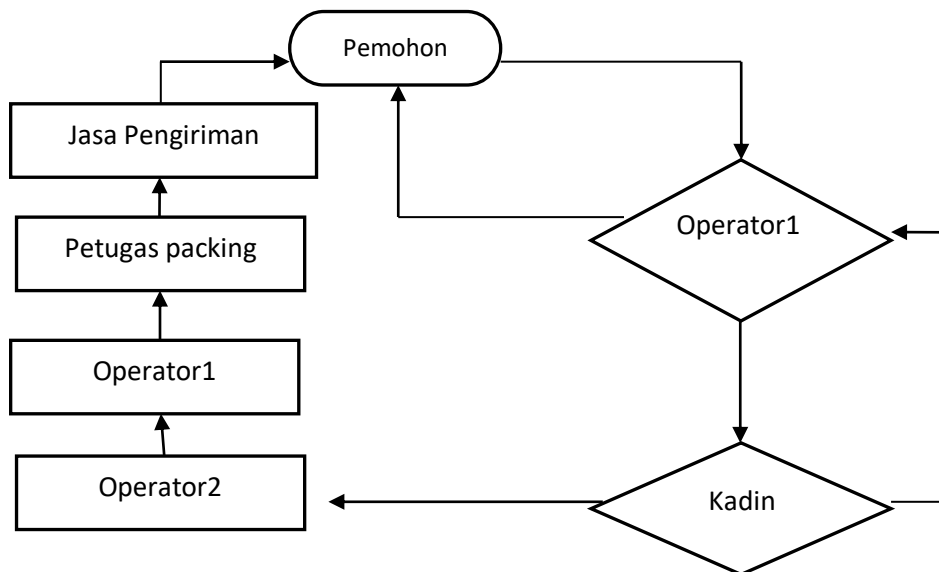 Pemohon
Jasa Pengiriman
Petugas packing
Operator1
Operator1
Operator2
Kadin